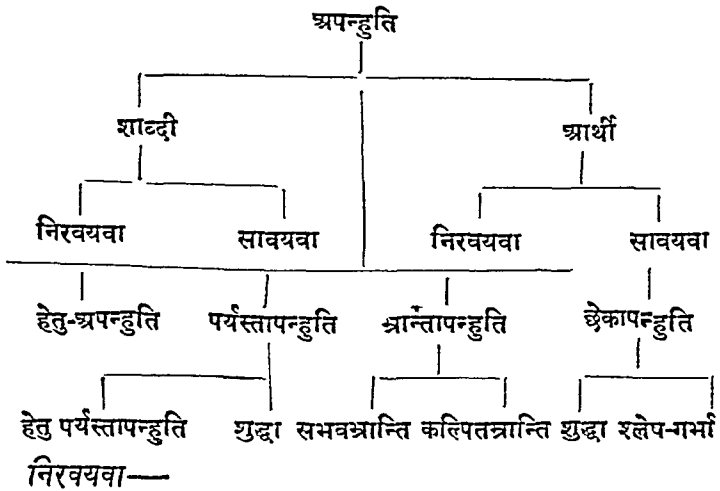 अपन्हुति
शाब्दी आर्थी
निरवयवा सावयवा निरवयवा सावयवा
हेतु-अपन्हुति पर्यस्तापन्हुति भ्रान्तापन्हुति छेकापन्हुति
हेतु पर्यस्तापन्हुति शुद्धा सभवभ्रान्ति कल्पितभ्रान्ति शुद्धा श्लेष-गर्भा
निरवयवा—